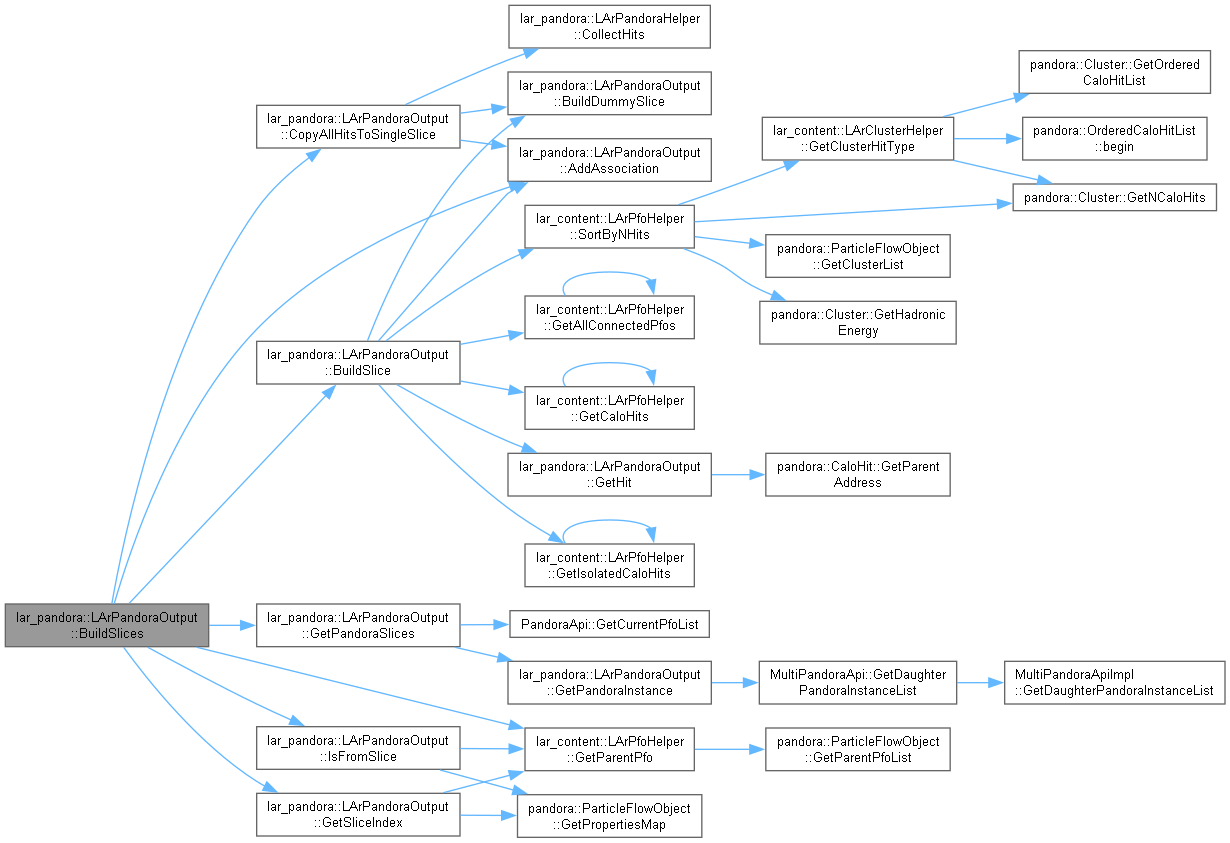 lar_pandora::LArPandoraHelper
::CollectHits
lar_pandora::LArPandoraOutput
::BuildDummySlice
lar_pandora::LArPandoraOutput
::CopyAllHitsToSingleSlice
lar_pandora::LArPandoraOutput
::AddAssociation
lar_content::LArPfoHelper
::SortByNHits
lar_content::LArClusterHelper
::GetClusterHitType
pandora::Cluster::GetOrdered
CaloHitList
pandora::OrderedCaloHitList
::begin
pandora::Cluster::GetNCaloHits
pandora::ParticleFlowObject
::GetClusterList
pandora::Cluster::GetHadronic
Energy
lar_content::LArPfoHelper
::GetAllConnectedPfos
lar_pandora::LArPandoraOutput
::BuildSlice
lar_content::LArPfoHelper
::GetCaloHits
lar_pandora::LArPandoraOutput
::GetHit
pandora::CaloHit::GetParent
Address
lar_content::LArPfoHelper
::GetIsolatedCaloHits
lar_pandora::LArPandoraOutput
::BuildSlices
lar_pandora::LArPandoraOutput
::GetPandoraSlices
PandoraApi::GetCurrentPfoList
lar_pandora::LArPandoraOutput
::GetPandoraInstance
MultiPandoraApi::GetDaughter
PandoraInstanceList
MultiPandoraApiImpl
::GetDaughterPandoraInstanceList
lar_pandora::LArPandoraOutput
::IsFromSlice
lar_content::LArPfoHelper
::GetParentPfo
pandora::ParticleFlowObject
::GetParentPfoList
lar_pandora::LArPandoraOutput
::GetSliceIndex
pandora::ParticleFlowObject
::GetPropertiesMap